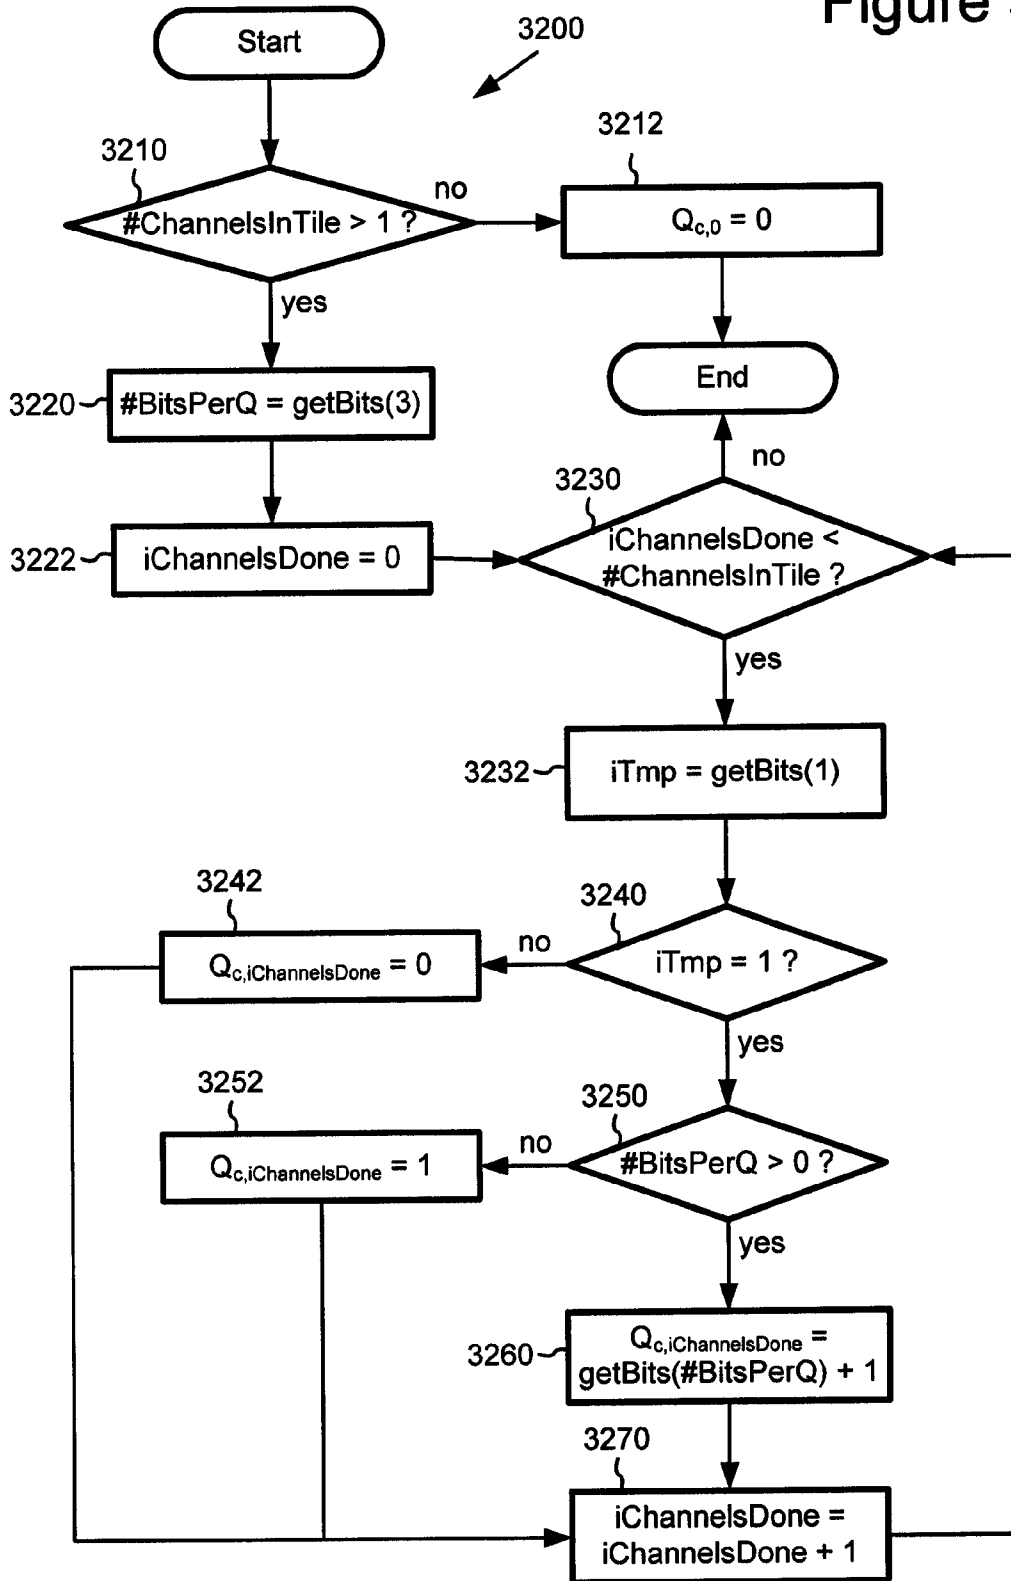 Figure
Start
3200
3210
#ChannelsInTile > 1 ?
no
3212
Qc,0 = 0
yes
End
3220
#BitsPerQ = getBits(3)
no
3230
3222
iChannelsDone = 0
iChannelsDone <
#ChannelsInTile ?
yes
3232
iTmp = getBits(1)
3242
3240
Qc,iChannelsDone = 0
no
iTmp = 1 ?
yes
3252
3250
Qc,iChannelsDone = 1
no
#BitsPerQ > 0 ?
yes
3260
Qc,iChannelsDone =
getBits(#BitsPerQ) + 1
3270
iChannelsDone =
iChannelsDone + 1